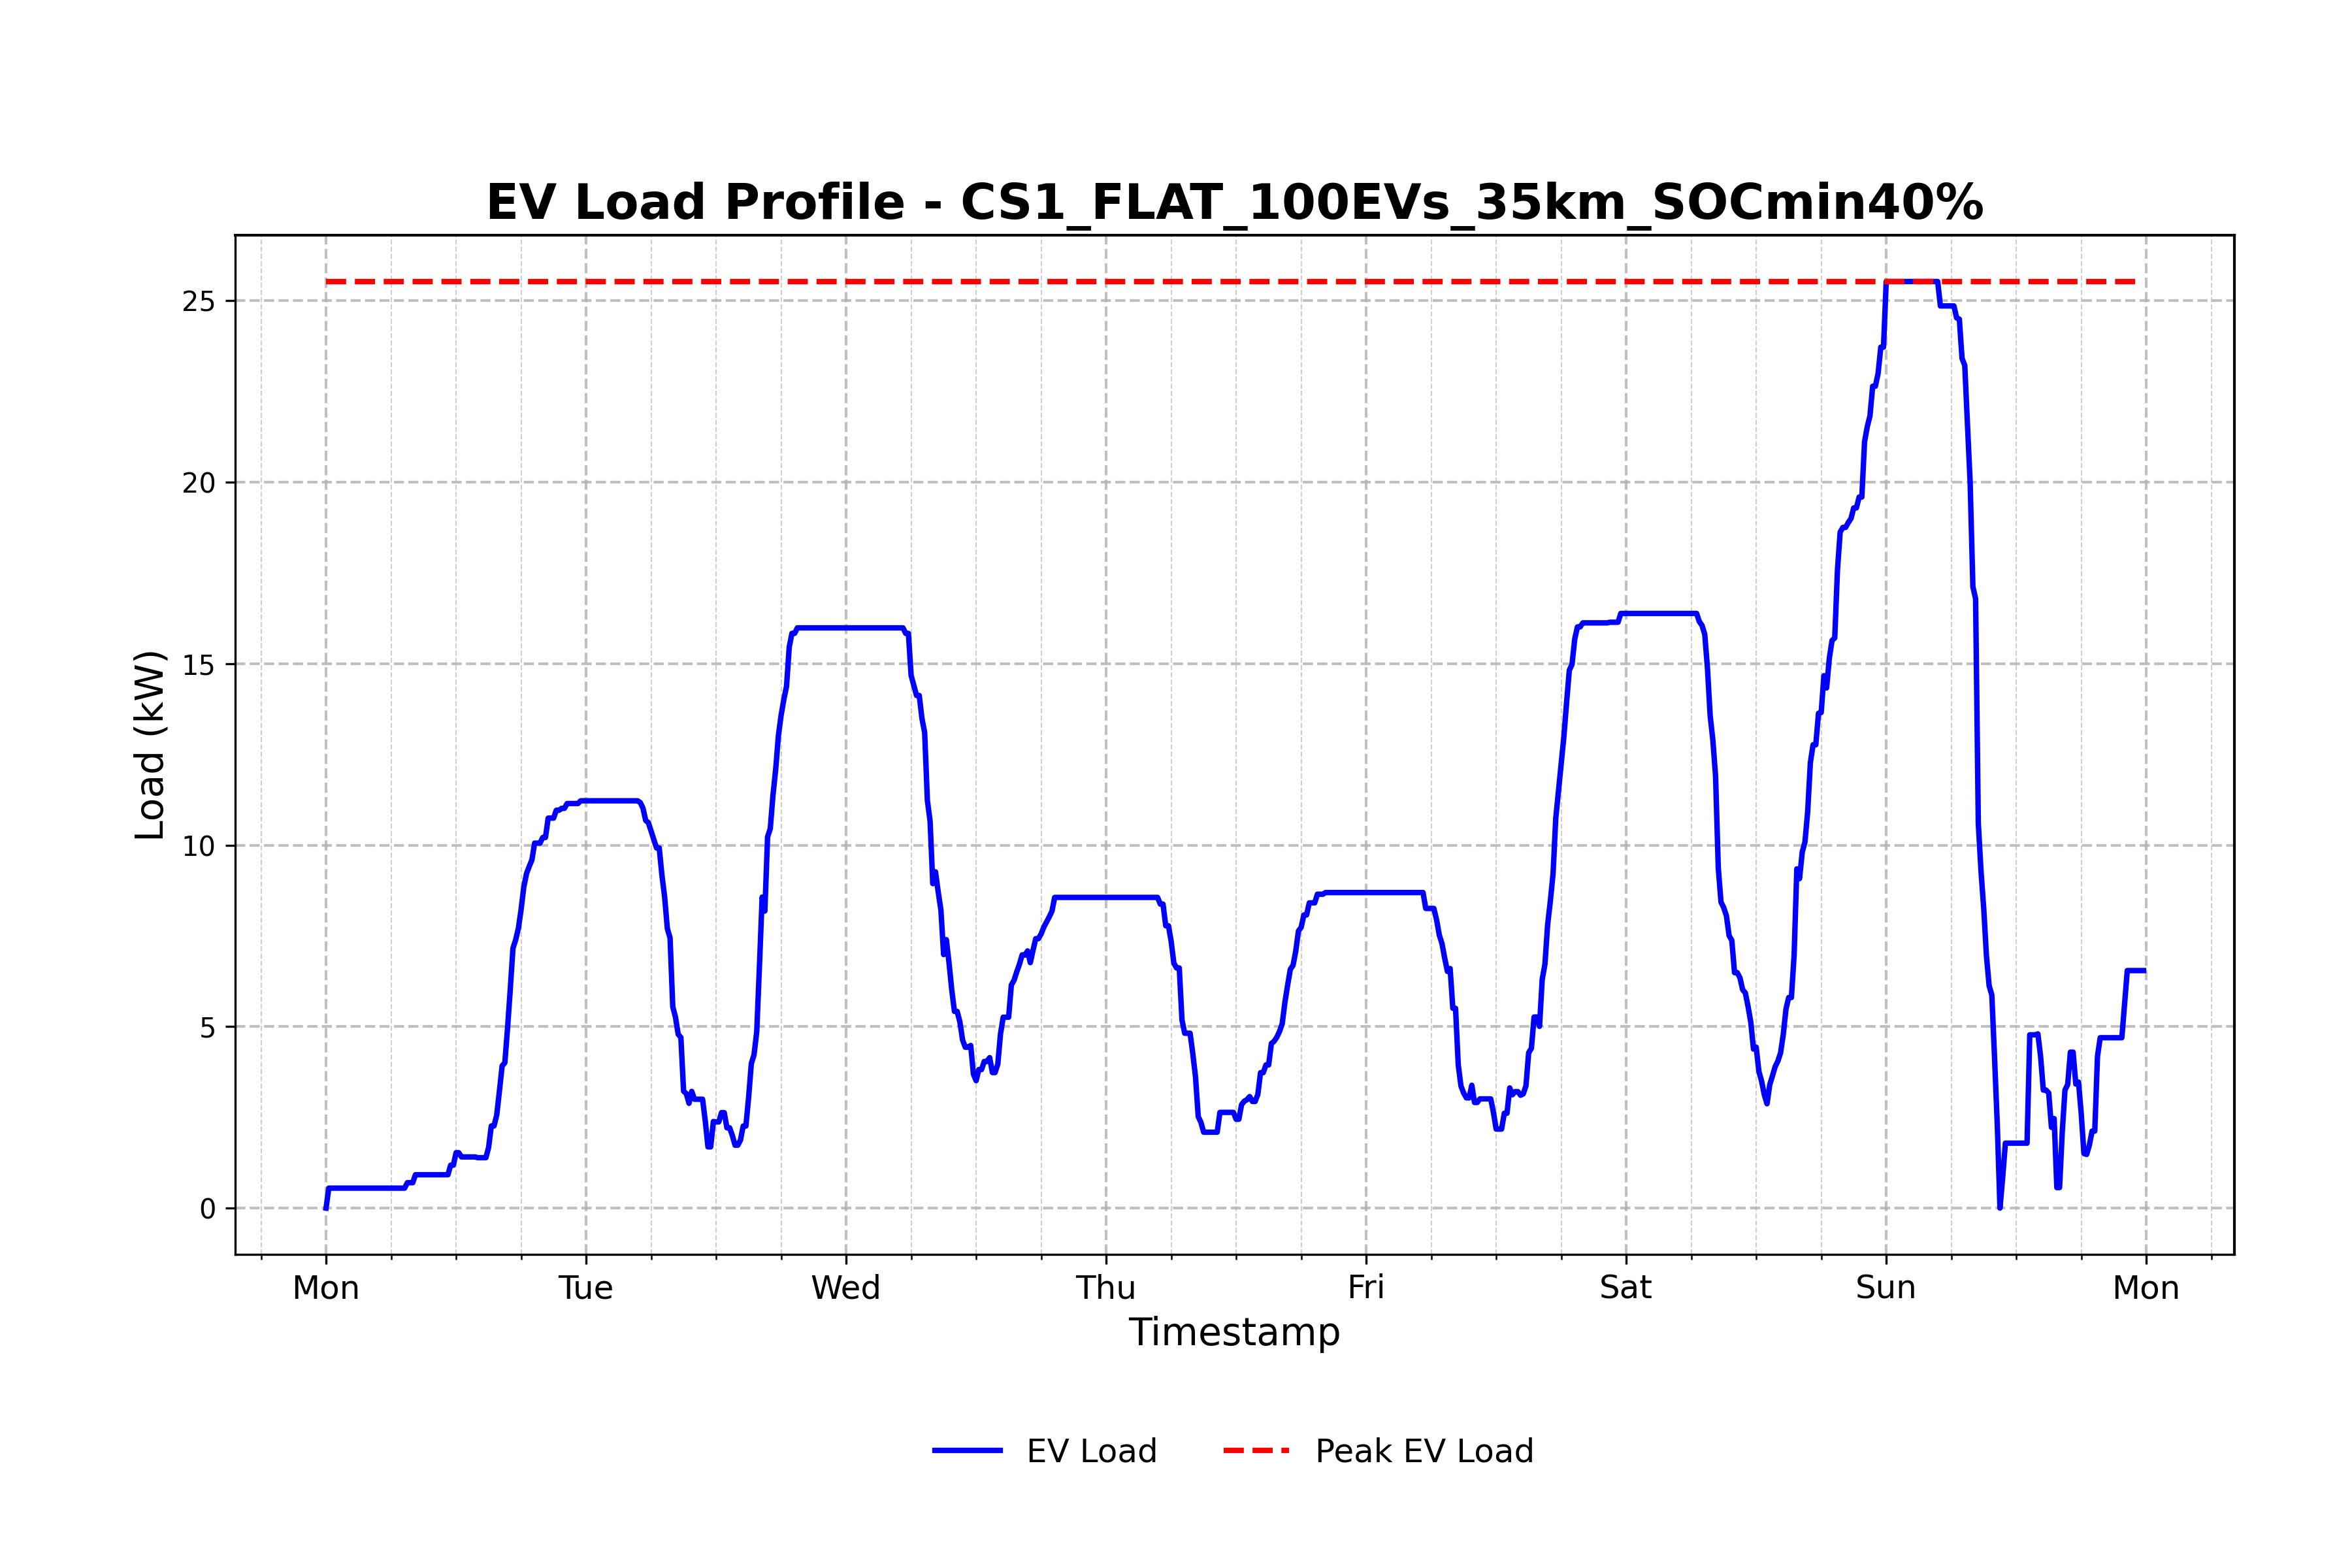 EV Load Profile - CS1_FLAT_100EVs_35km_SOCmin40%
Load (kW)
25
20
15
10
5
0
Mon Tue Wed Thu Fri Sat Sun Mon
Timestamp
EV Load Peak EV Load